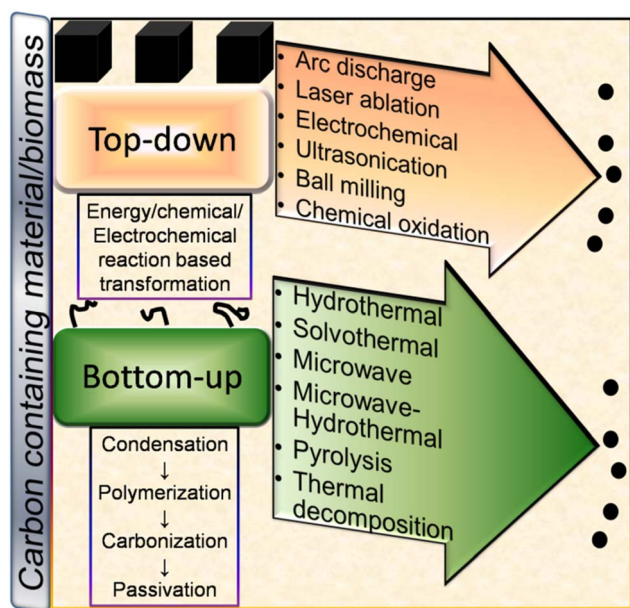 Carbon containing material/biomass
Top-down
Energy/chemical/
Electrochemical
reaction based
transformation
• Arc discharge
• Laser ablation
• Electrochemical
• Ultrasonication
• Ball milling
• Chemical oxidation
Bottom-up
Condensation
↓
Polymerization
↓
Carbonization
↓
Passivation
• Hydrothermal
• Solvothermal
• Microwave
• Microwave-
Hydrothermal
• Pyrolysis
• Thermal
decomposition